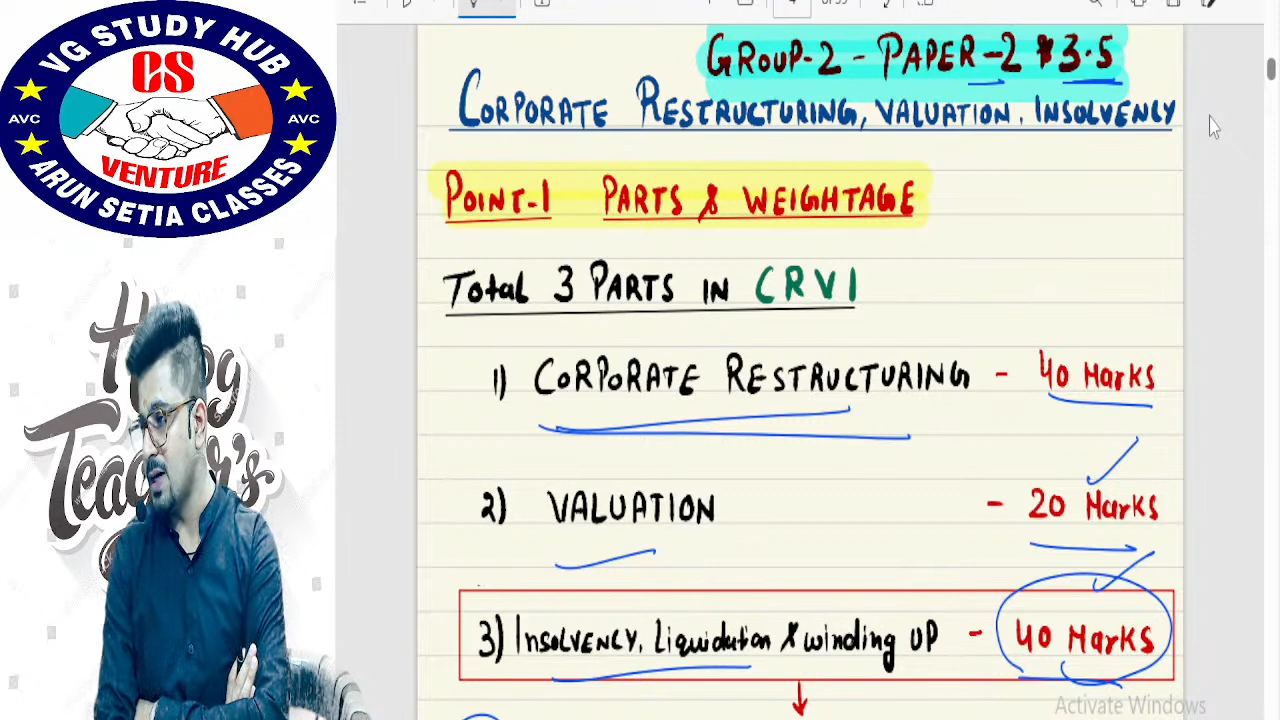 VG STUDY HUB
CS
AVC
AVC
VENTURE
ARUN SETIA CLASSES
GROUP-2 - PAPER-2 & 3.5
CORPORATE RESTRUCTURING, VALUATION. INSOLVENCY
POINT-1 PARTS & WEIGHTAGE
Total 3 PARTS IN CRVI
1) CORPORATE RESTRUCTURING - 40 Marks
2) VALUATION - 20 Marks
3) INSOLVENCY, Liquidation & winding UP - 40 Marks
Teacher's
Activate Windows